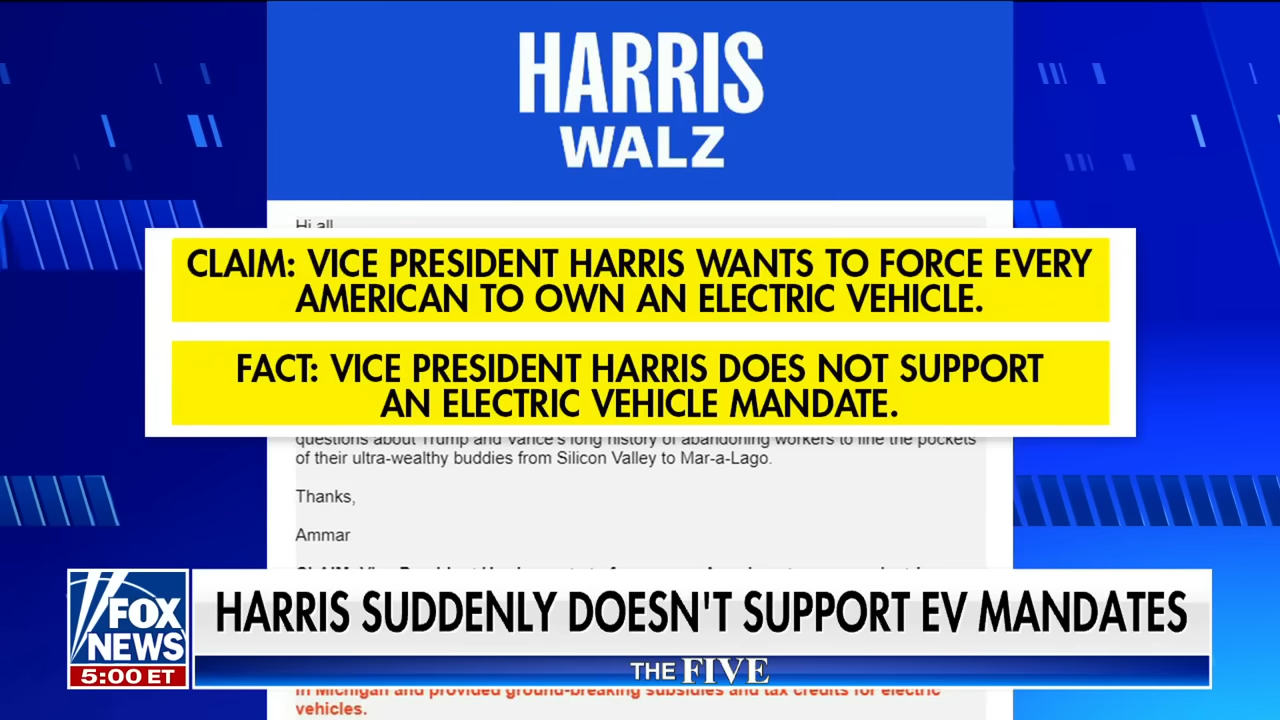 HARRIS
WALZ
Hi all
CLAIM: VICE PRESIDENT HARRIS WANTS TO FORCE EVERY
AMERICAN TO OWN AN ELECTRIC VEHICLE.
FACT: VICE PRESIDENT HARRIS DOES NOT SUPPORT
AN ELECTRIC VEHICLE MANDATE.
questions about Trump and Vance's long history of abandoning workers to line the pockets
of their ultra-wealthy buddies from Silicon Valley to Mar-a-Lago.
Thanks,
Ammar
FOX
NEWS
5:00 ET
HARRIS SUDDENLY DOESN'T SUPPORT EV MANDATES
THE FIVE
in Michigan and provided ground-breaking subsidies and tax credits for electric
vehicles.